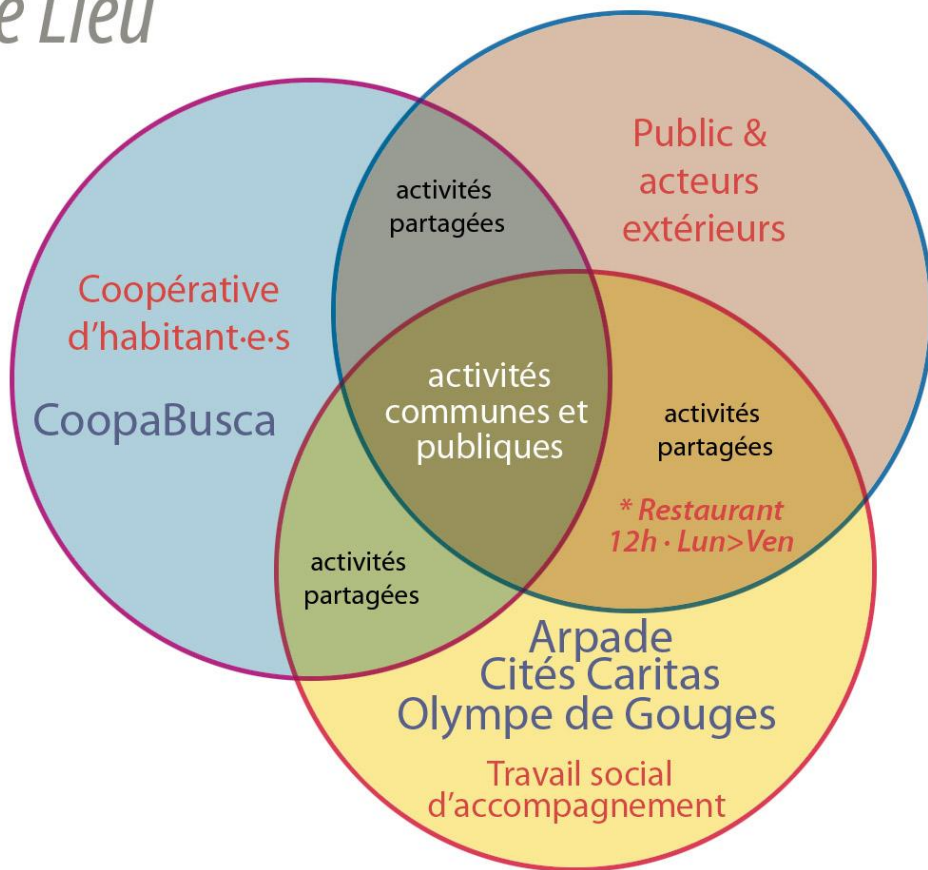 e Lieu
Public &
acteurs
extérieurs
activités
partagées
Coopérative
d'habitant·e·s
CoopaBusca
activités
communes et
publiques
activités
partagées
* Restaurant
12h · Lun>Ven
activités
partagées
Arpade
Cités Caritas
Olympe de Gouges
Travail social
d'accompagnement